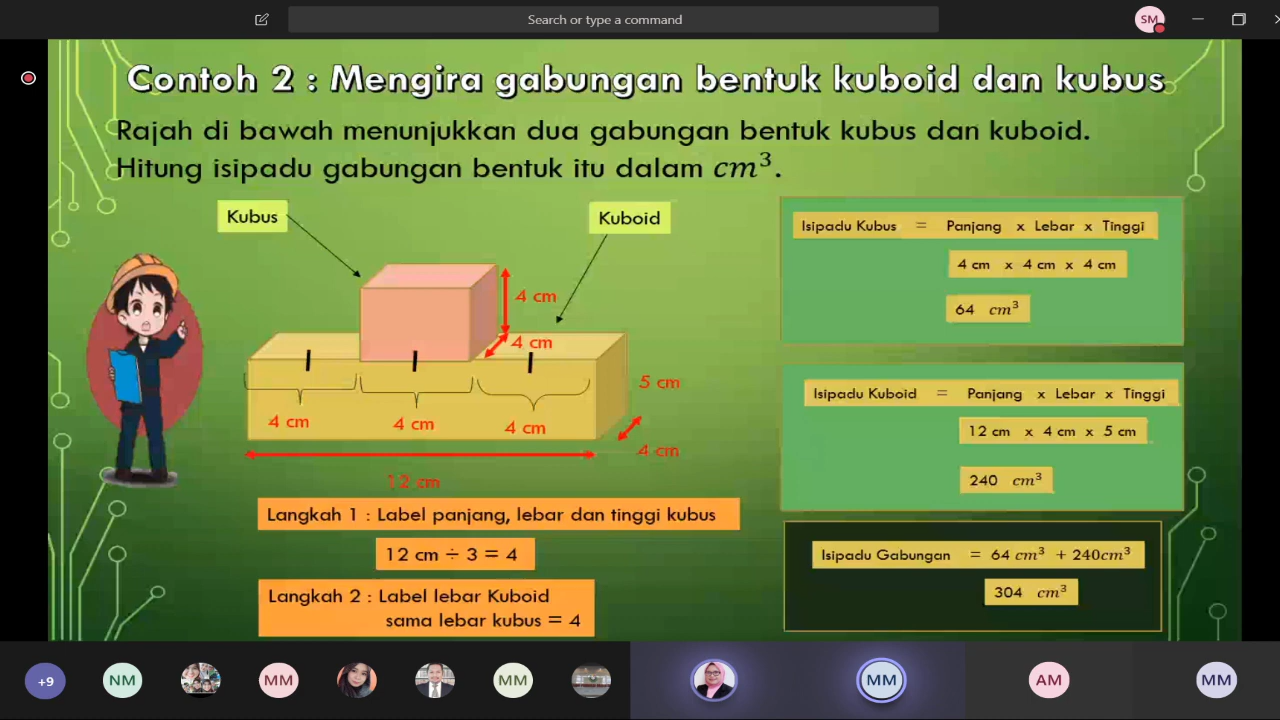 Search or type a command
SM
Contoh 2 : Mengira gabungan bentuk kuboid dan kubus
Rajah di bawah menunjukkan dua gabungan bentuk kubus dan kuboid.
Hitung isipadu gabungan bentuk itu dalam cm³.
Kubus
Kuboid
4 cm
4 cm
5 cm
4 cm
4 cm
4 cm
4 cm
12 cm
Langkah 1 : Label panjang, lebar dan tinggi kubus
12 cm ÷ 3 = 4
Langkah 2 : Label lebar Kuboid
sama lebar kubus = 4
Isipadu Kubus = Panjang x Lebar x Tinggi
4 cm x 4 cm x 4 cm
64 cm³
Isipadu Kuboid = Panjang x Lebar x Tinggi
12 cm x 4 cm x 5 cm
240 cm³
Isipadu Gabungan = 64 cm³ + 240cm³
304 cm³
+9
NM
MM
MM
MM
AM
MM